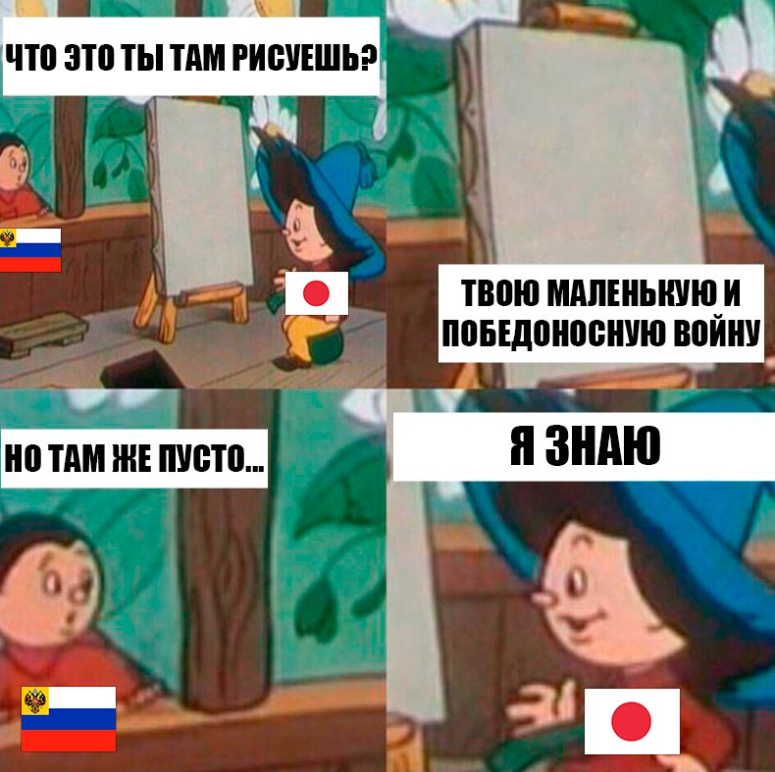 ЧТО ЭТО ТЫ ТАМ РИСУЕШЬ?
ТВОЮ МАЛЕНЬКУЮ И
ПОБЕДОНОСНУЮ ВОЙНУ
НО ТАМ ЖЕ ПУСТО...
Я ЗНАЮ